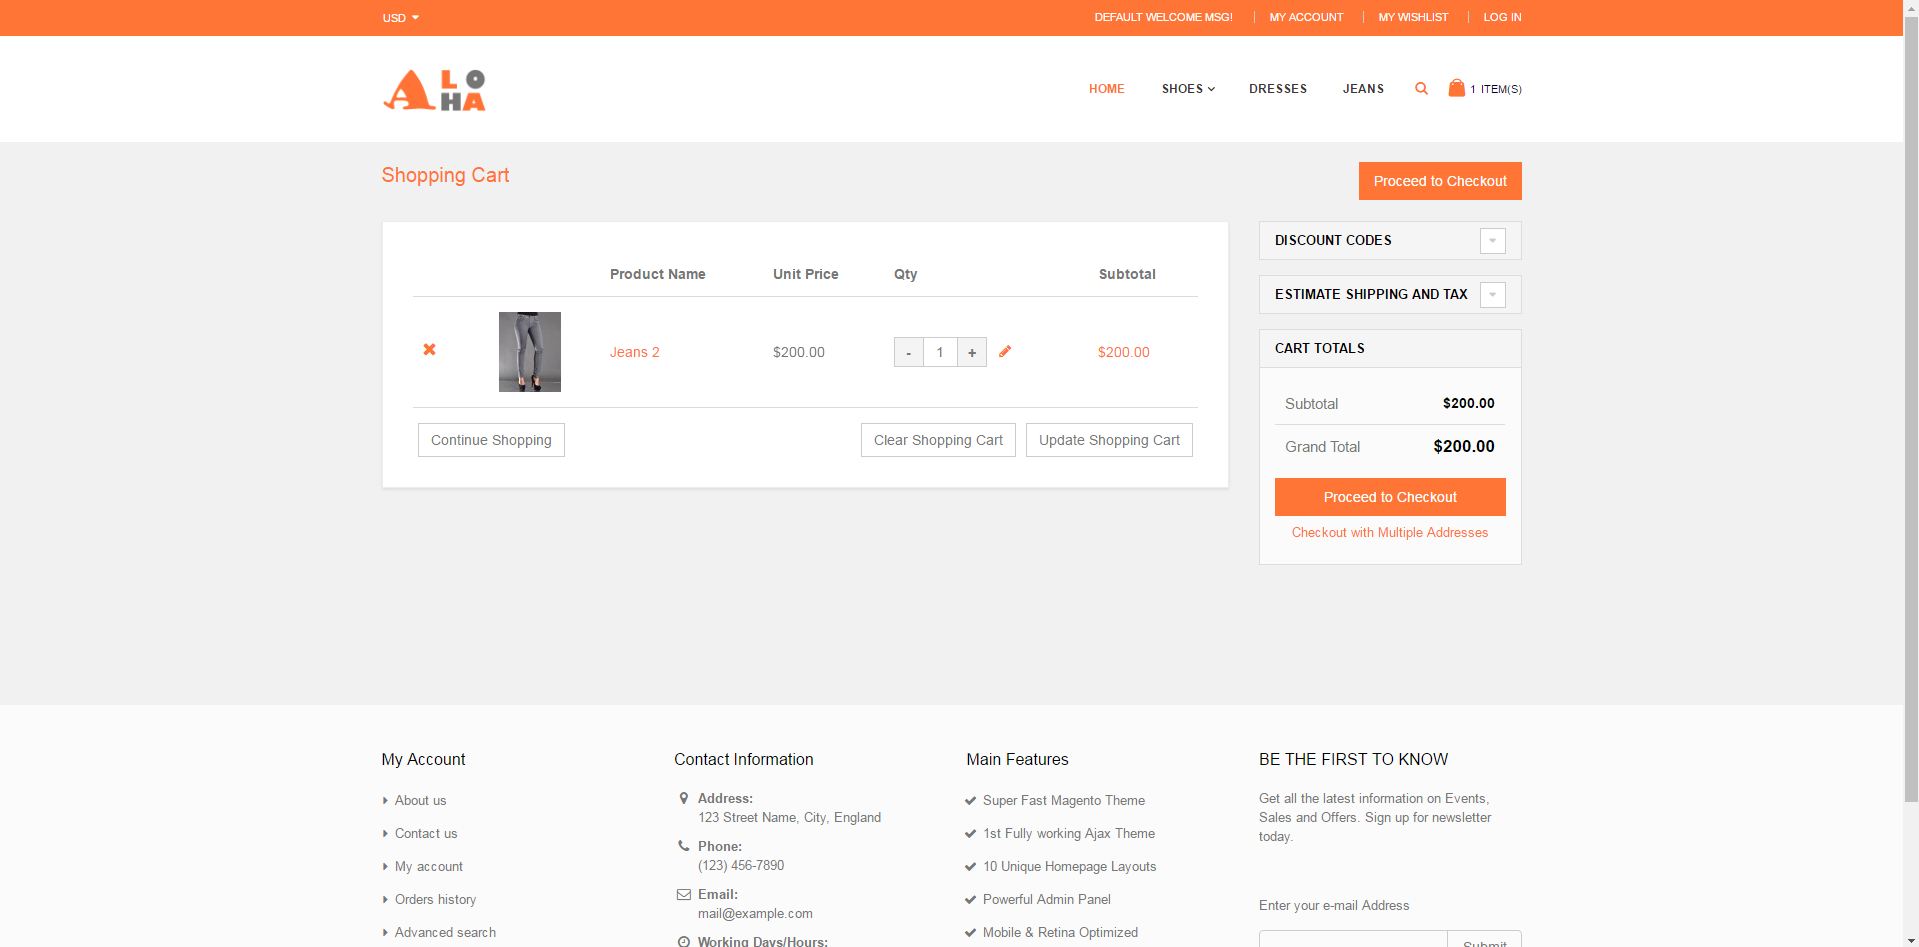 USD
DEFAULT WELCOME MSG!
MY ACCOUNT
MY WISHLIST
LOG IN
ALOHA
HOME
SHOES
DRESSES
JEANS
1 ITEM(S)
Shopping Cart
Proceed to Checkout
Product Name
Unit Price
Qty
Subtotal
Jeans 2
$200.00
- 1 +
$200.00
Continue Shopping
Clear Shopping Cart
Update Shopping Cart
DISCOUNT CODES
ESTIMATE SHIPPING AND TAX
CART TOTALS
Subtotal $200.00
Grand Total $200.00
Proceed to Checkout
Checkout with Multiple Addresses
My Account
About us
Contact us
My account
Orders history
Advanced search
Contact Information
Address:
123 Street Name, City, England
Phone:
(123) 456-7890
Email:
mail@example.com
Working Days/Hours:
Main Features
Super Fast Magento Theme
1st Fully working Ajax Theme
10 Unique Homepage Layouts
Powerful Admin Panel
Mobile & Retina Optimized
BE THE FIRST TO KNOW
Get all the latest information on Events,
Sales and Offers. Sign up for newsletter
today.
Enter your e-mail Address
Submit